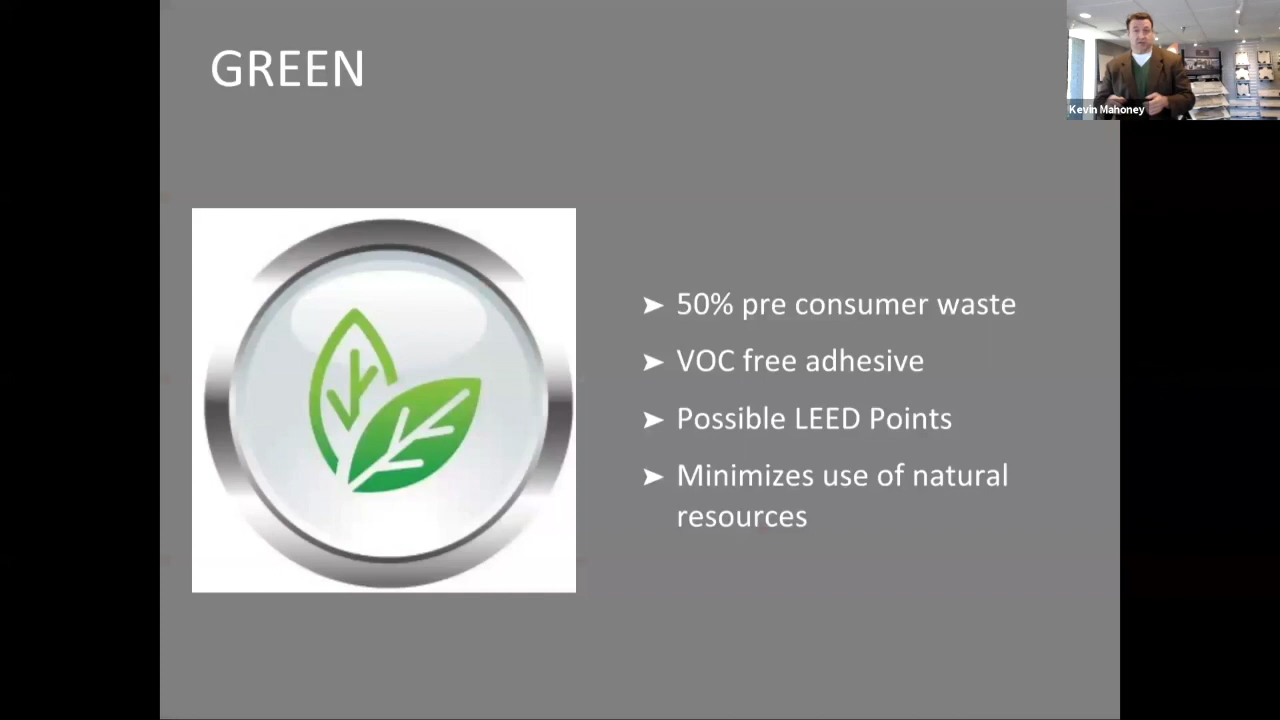 GREEN
Kevin Mahoney
➤ 50% pre consumer waste
➤ VOC free adhesive
➤ Possible LEED Points
➤ Minimizes use of natural
resources